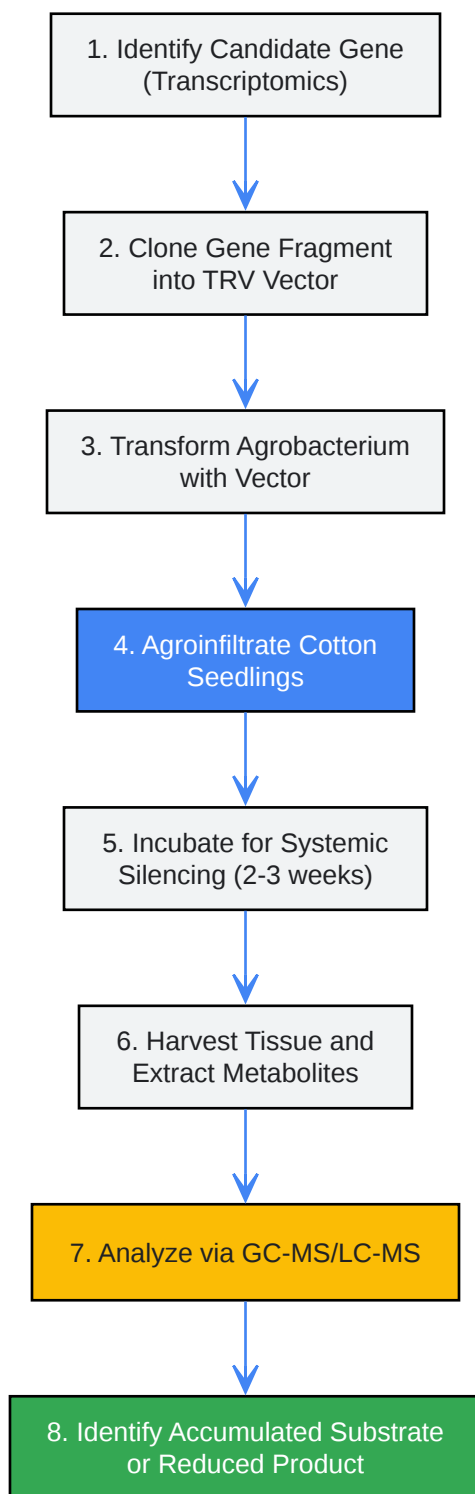 1. Identify Candidate Gene
(Transcriptomics)
2. Clone Gene Fragment
into TRV Vector
3. Transform Agrobacterium
with Vector
4. Agroinfiltrate Cotton
Seedlings
5. Incubate for Systemic
Silencing (2-3 weeks)
6. Harvest Tissue and
Extract Metabolites
7. Analyze via GC-MS/LC-MS
8. Identify Accumulated Substrate
or Reduced Product